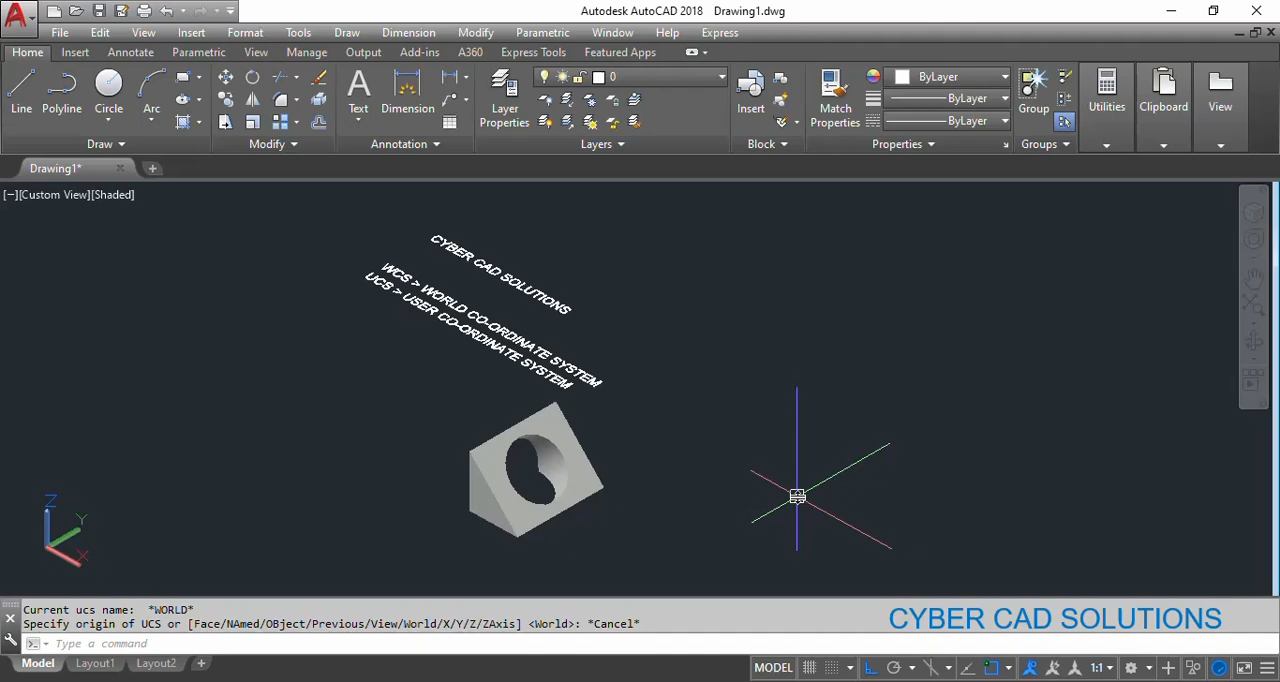 Autodesk AutoCAD 2018 Drawing1.dwg
File Edit View Insert Format Tools Draw Dimension Modify Parametric Window Help Express
Home Insert Annotate Parametric View Manage Output Add-ins A360 Express Tools Featured Apps
Line Polyline Circle Arc Text Dimension Layer Properties 0 Insert Match Properties ByLayer ByLayer ByLayer Group Utilities Clipboard View
Draw Modify Annotation Layers Block Properties Groups
Drawing1*
[−][Custom View][Shaded]
CYBER CAD SOLUTIONS
WCS > WORLD CO-ORDINATE SYSTEM
UCS > USER CO-ORDINATE SYSTEM
Z
Y
X
Current ucs name: *WORLD*
Specify origin of UCS or [Face/NAmed/OBject/Previous/View/World/X/Y/Z/ZAxis] <World>: *Cancel*
CYBER CAD SOLUTIONS
Type a command
Model Layout1 Layout2 MODEL 1:1